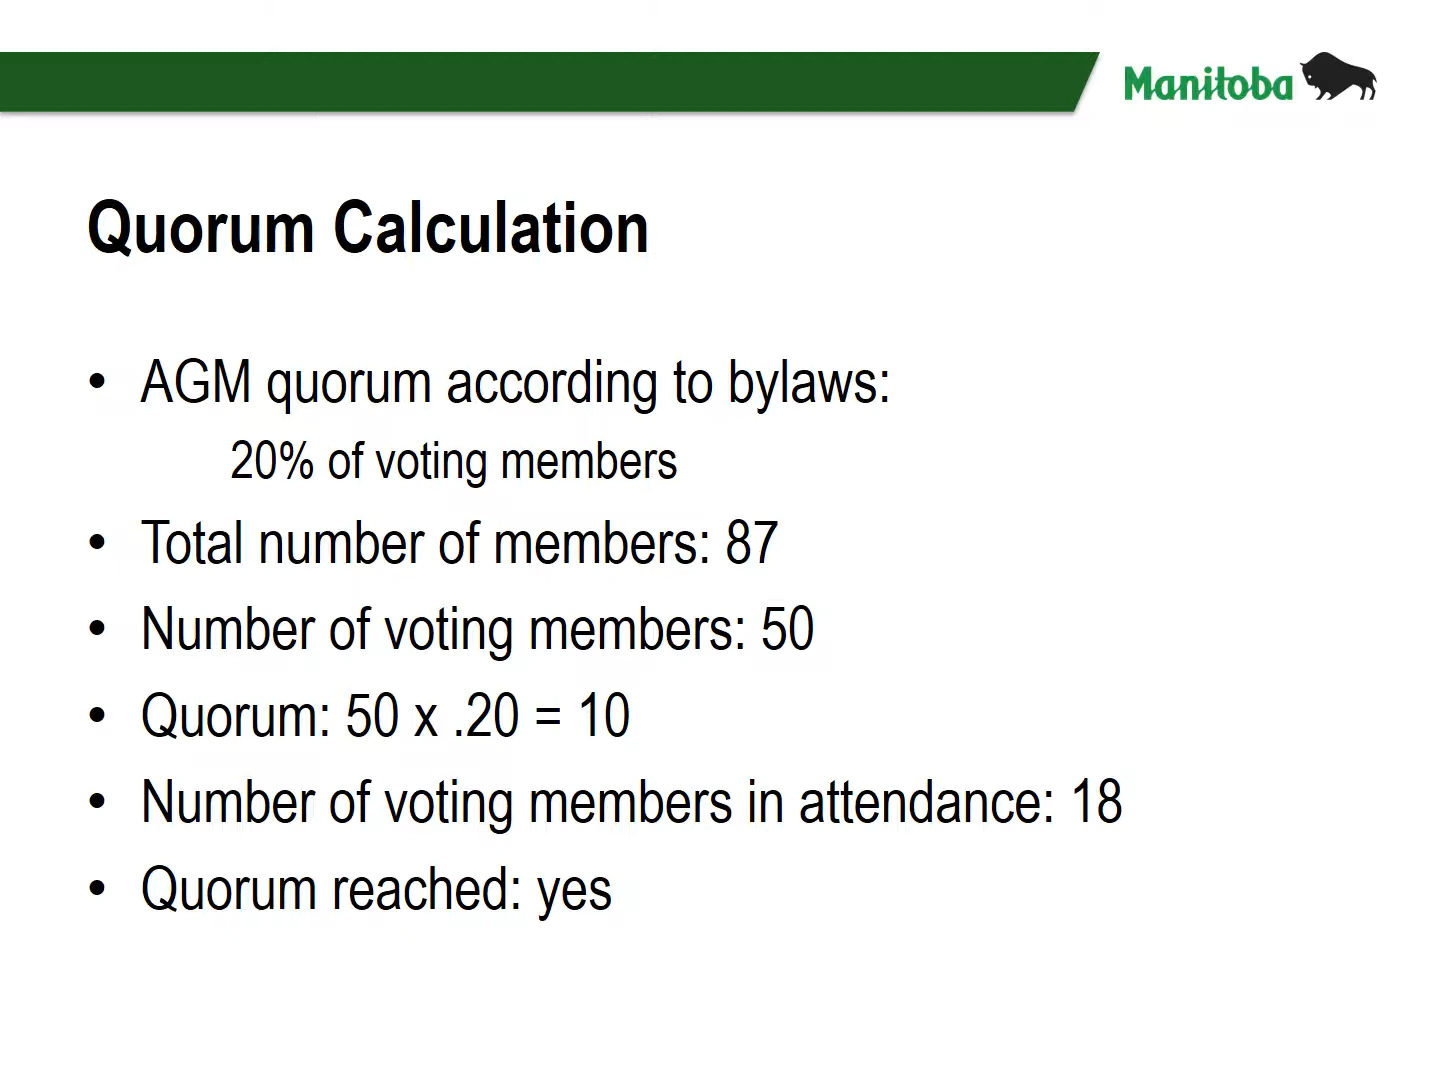 Manitoba
Quorum Calculation
• AGM quorum according to bylaws:
20% of voting members
• Total number of members: 87
• Number of voting members: 50
• Quorum: 50 x .20 = 10
• Number of voting members in attendance: 18
• Quorum reached: yes